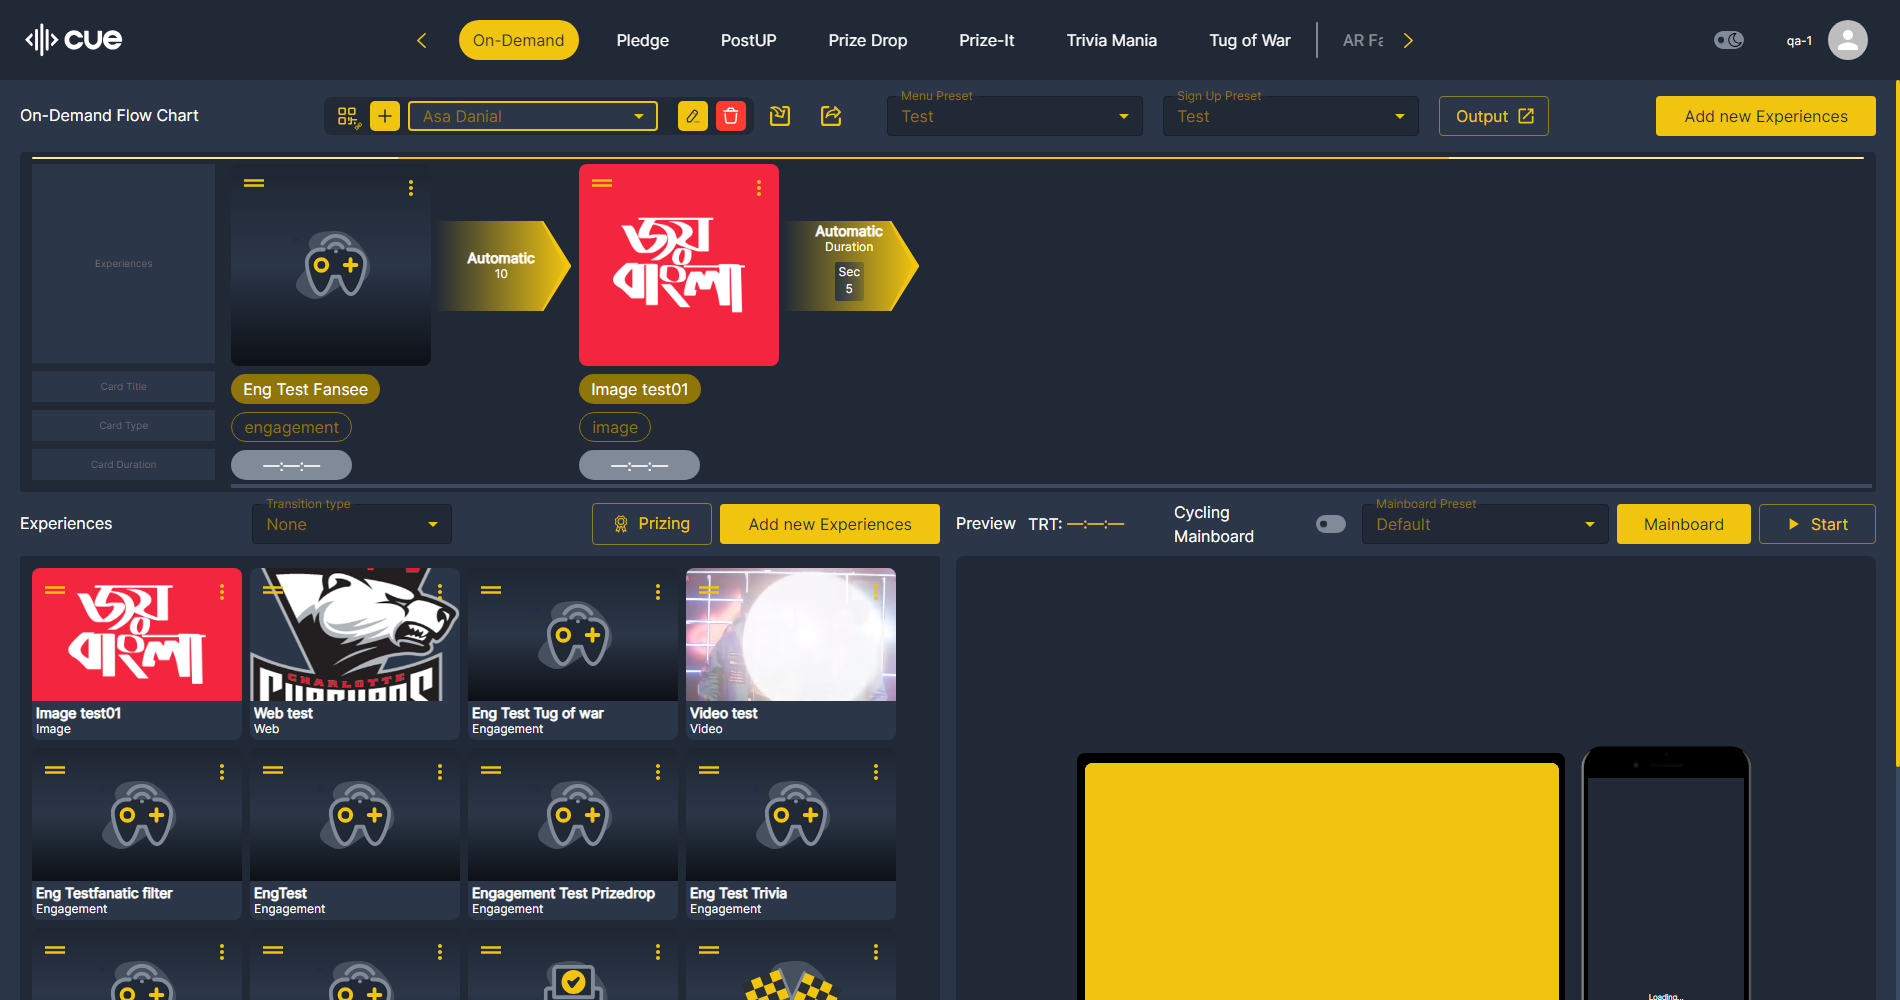 cue
On-Demand
Pledge
PostUP
Prize Drop
Prize-It
Trivia Mania
Tug of War
AR Fa
qa-1
On-Demand Flow Chart
Asa Danial
Menu Preset
Test
Sign Up Preset
Test
Output
Add new Experiences
Experiences
Automatic
10
জয়
বাংলা
Automatic
Duration
Sec
5
Card Title
Eng Test Fansee
Image test01
Card Type
engagement
image
Card Duration
—:—:—
—:—:—
Experiences
Transition type
None
Prizing
Add new Experiences
Preview
TRT: —:—:—
Cycling
Mainboard
Mainboard Preset
Default
Mainboard
Start
জয়
বাংলা
CHARLOTTE
Image test01
Image
Web test
Web
Eng Test Tug of war
Engagement
Video test
Video
Eng Testfanatic filter
Engagement
EngTest
Engagement
Engagement Test Prizedrop
Engagement
Eng Test Trivia
Engagement
Loading...